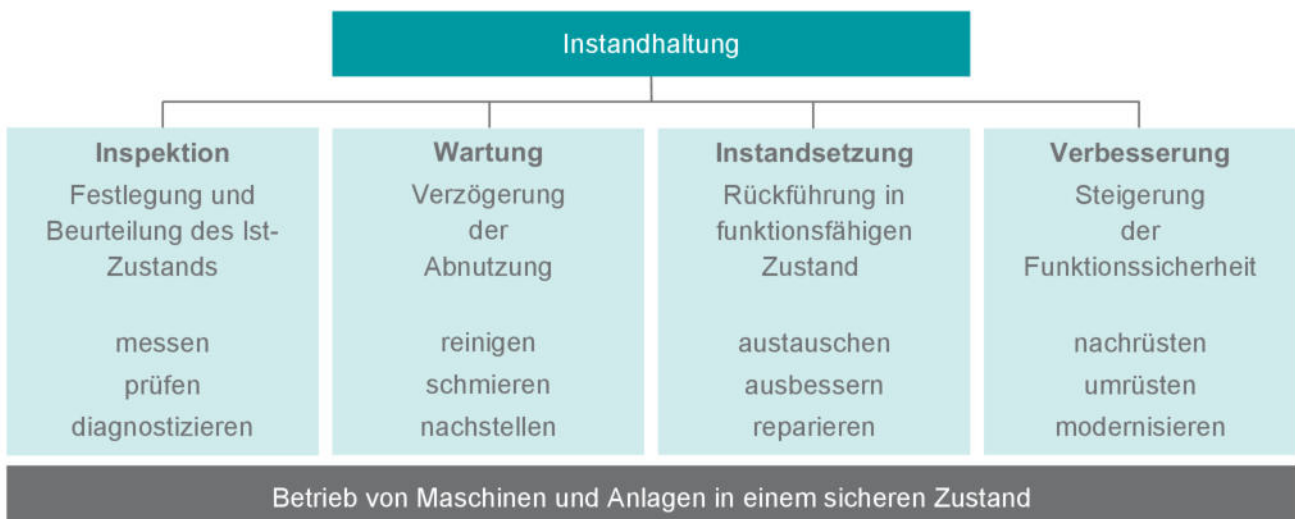 Instandhaltung
Inspektion
Festlegung und
Beurteilung des Ist-
Zustands
messen
prüfen
diagnostizieren
Wartung
Verzögerung
der
Abnutzung
reinigen
schmieren
nachstellen
Instandsetzung
Rückführung in
funktionsfähigen
Zustand
austauschen
ausbessern
reparieren
Verbesserung
Steigerung
der
Funktionssicherheit
nachrüsten
umrüsten
modernisieren
Betrieb von Maschinen und Anlagen in einem sicheren Zustand